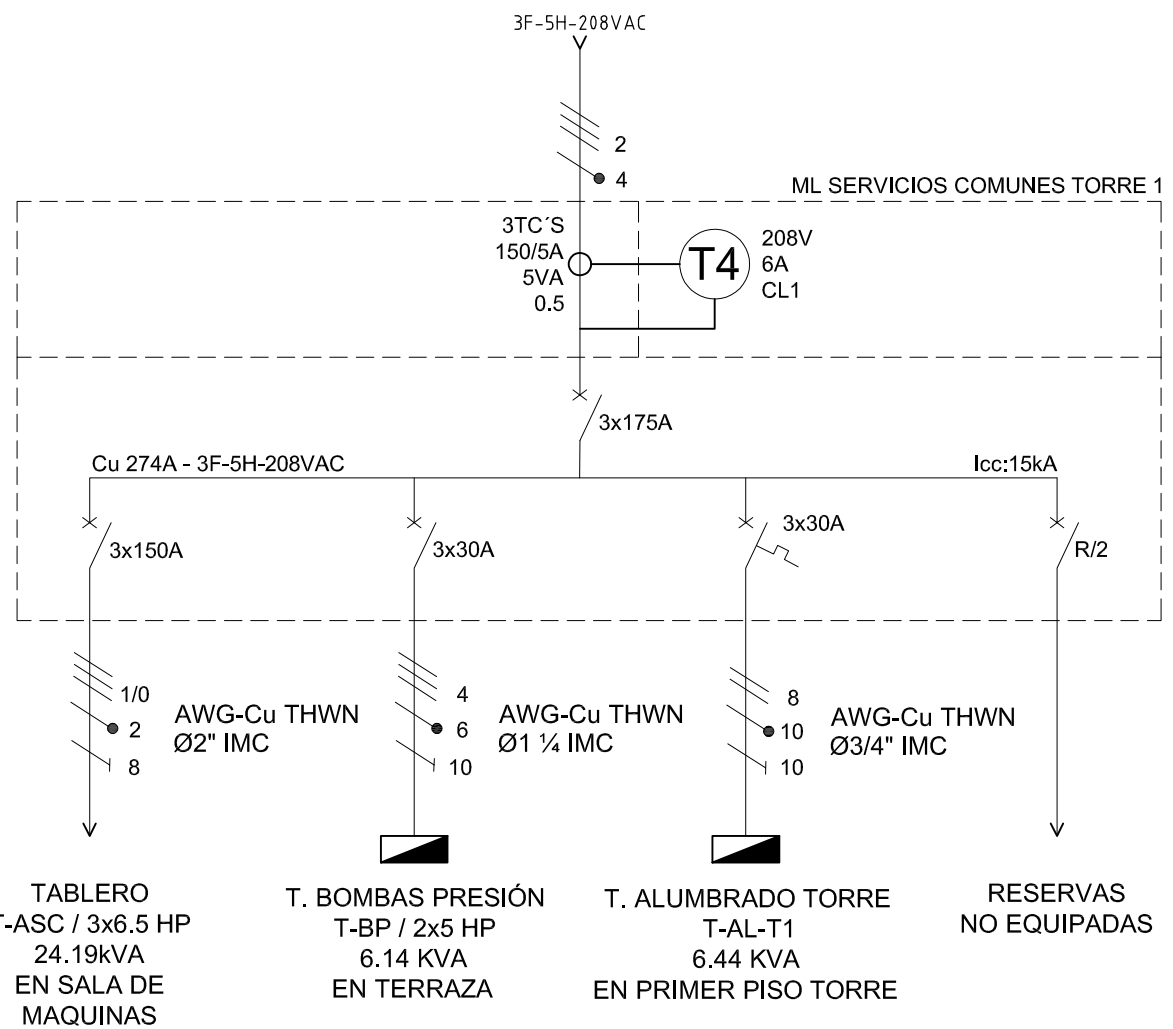 3F-5H-208VAC
2
4
ML SERVICIOS COMUNES TORRE 1
3TC´S
150/5A
5VA
0.5
T4
208V
6A
CL1
3x175A
Cu 274A - 3F-5H-208VAC
Icc:15kA
3x150A
3x30A
3x30A
R/2
1/0
2
8
AWG-Cu THWN
Ø2" IMC
4
6
10
AWG-Cu THWN
Ø1 ¼ IMC
8
10
10
AWG-Cu THWN
Ø3/4" IMC
TABLERO
T-ASC / 3x6.5 HP
24.19kVA
EN SALA DE
MAQUINAS
T. BOMBAS PRESIÓN
T-BP / 2x5 HP
6.14 KVA
EN TERRAZA
T. ALUMBRADO TORRE
T-AL-T1
6.44 KVA
EN PRIMER PISO TORRE
RESERVAS
NO EQUIPADAS